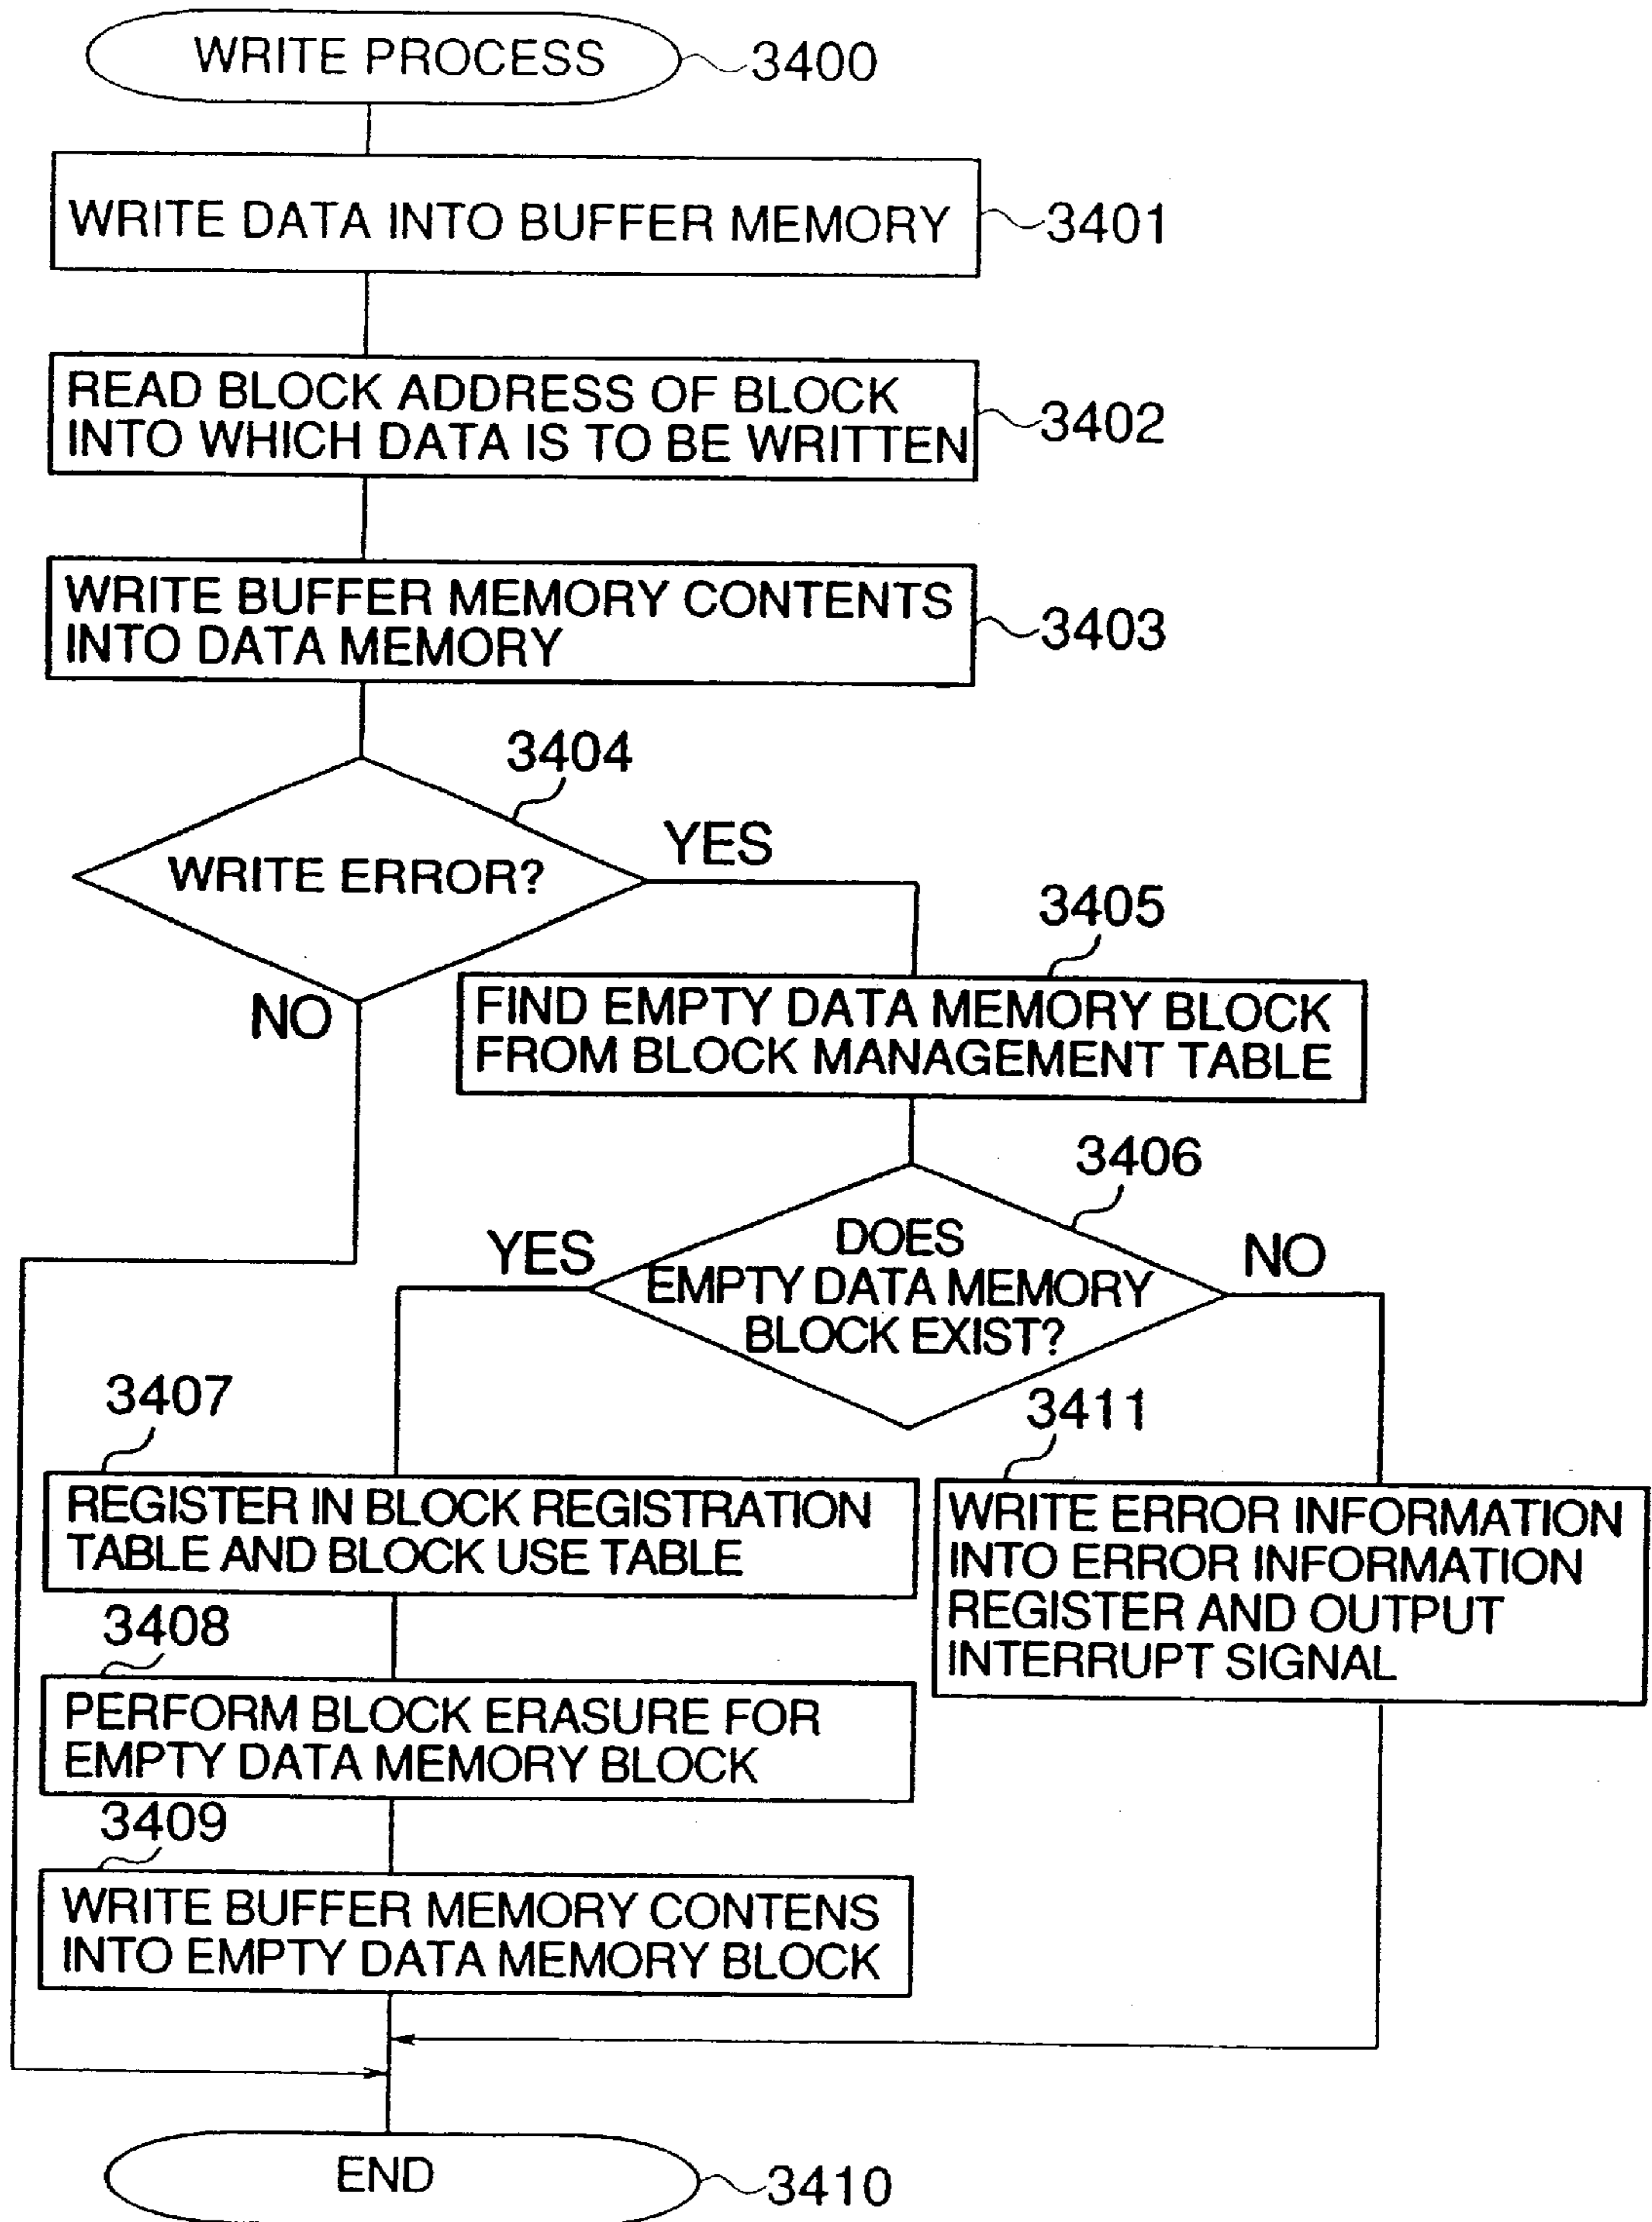 WRITE PROCESS
3400
WRITE DATA INTO BUFFER MEMORY
3401
READ BLOCK ADDRESS OF BLOCK
INTO WHICH DATA IS TO BE WRITTEN
3402
WRITE BUFFER MEMORY CONTENTS
INTO DATA MEMORY
3403
3404
WRITE ERROR?
YES
NO
3405
FIND EMPTY DATA MEMORY BLOCK
FROM BLOCK MANAGEMENT TABLE
3406
DOES
EMPTY DATA MEMORY
BLOCK EXIST?
YES
NO
3407
REGISTER IN BLOCK REGISTRATION
TABLE AND BLOCK USE TABLE
3411
WRITE ERROR INFORMATION
INTO ERROR INFORMATION
REGISTER AND OUTPUT
INTERRUPT SIGNAL
3408
PERFORM BLOCK ERASURE FOR
EMPTY DATA MEMORY BLOCK
3409
WRITE BUFFER MEMORY CONTENS
INTO EMPTY DATA MEMORY BLOCK
END
3410